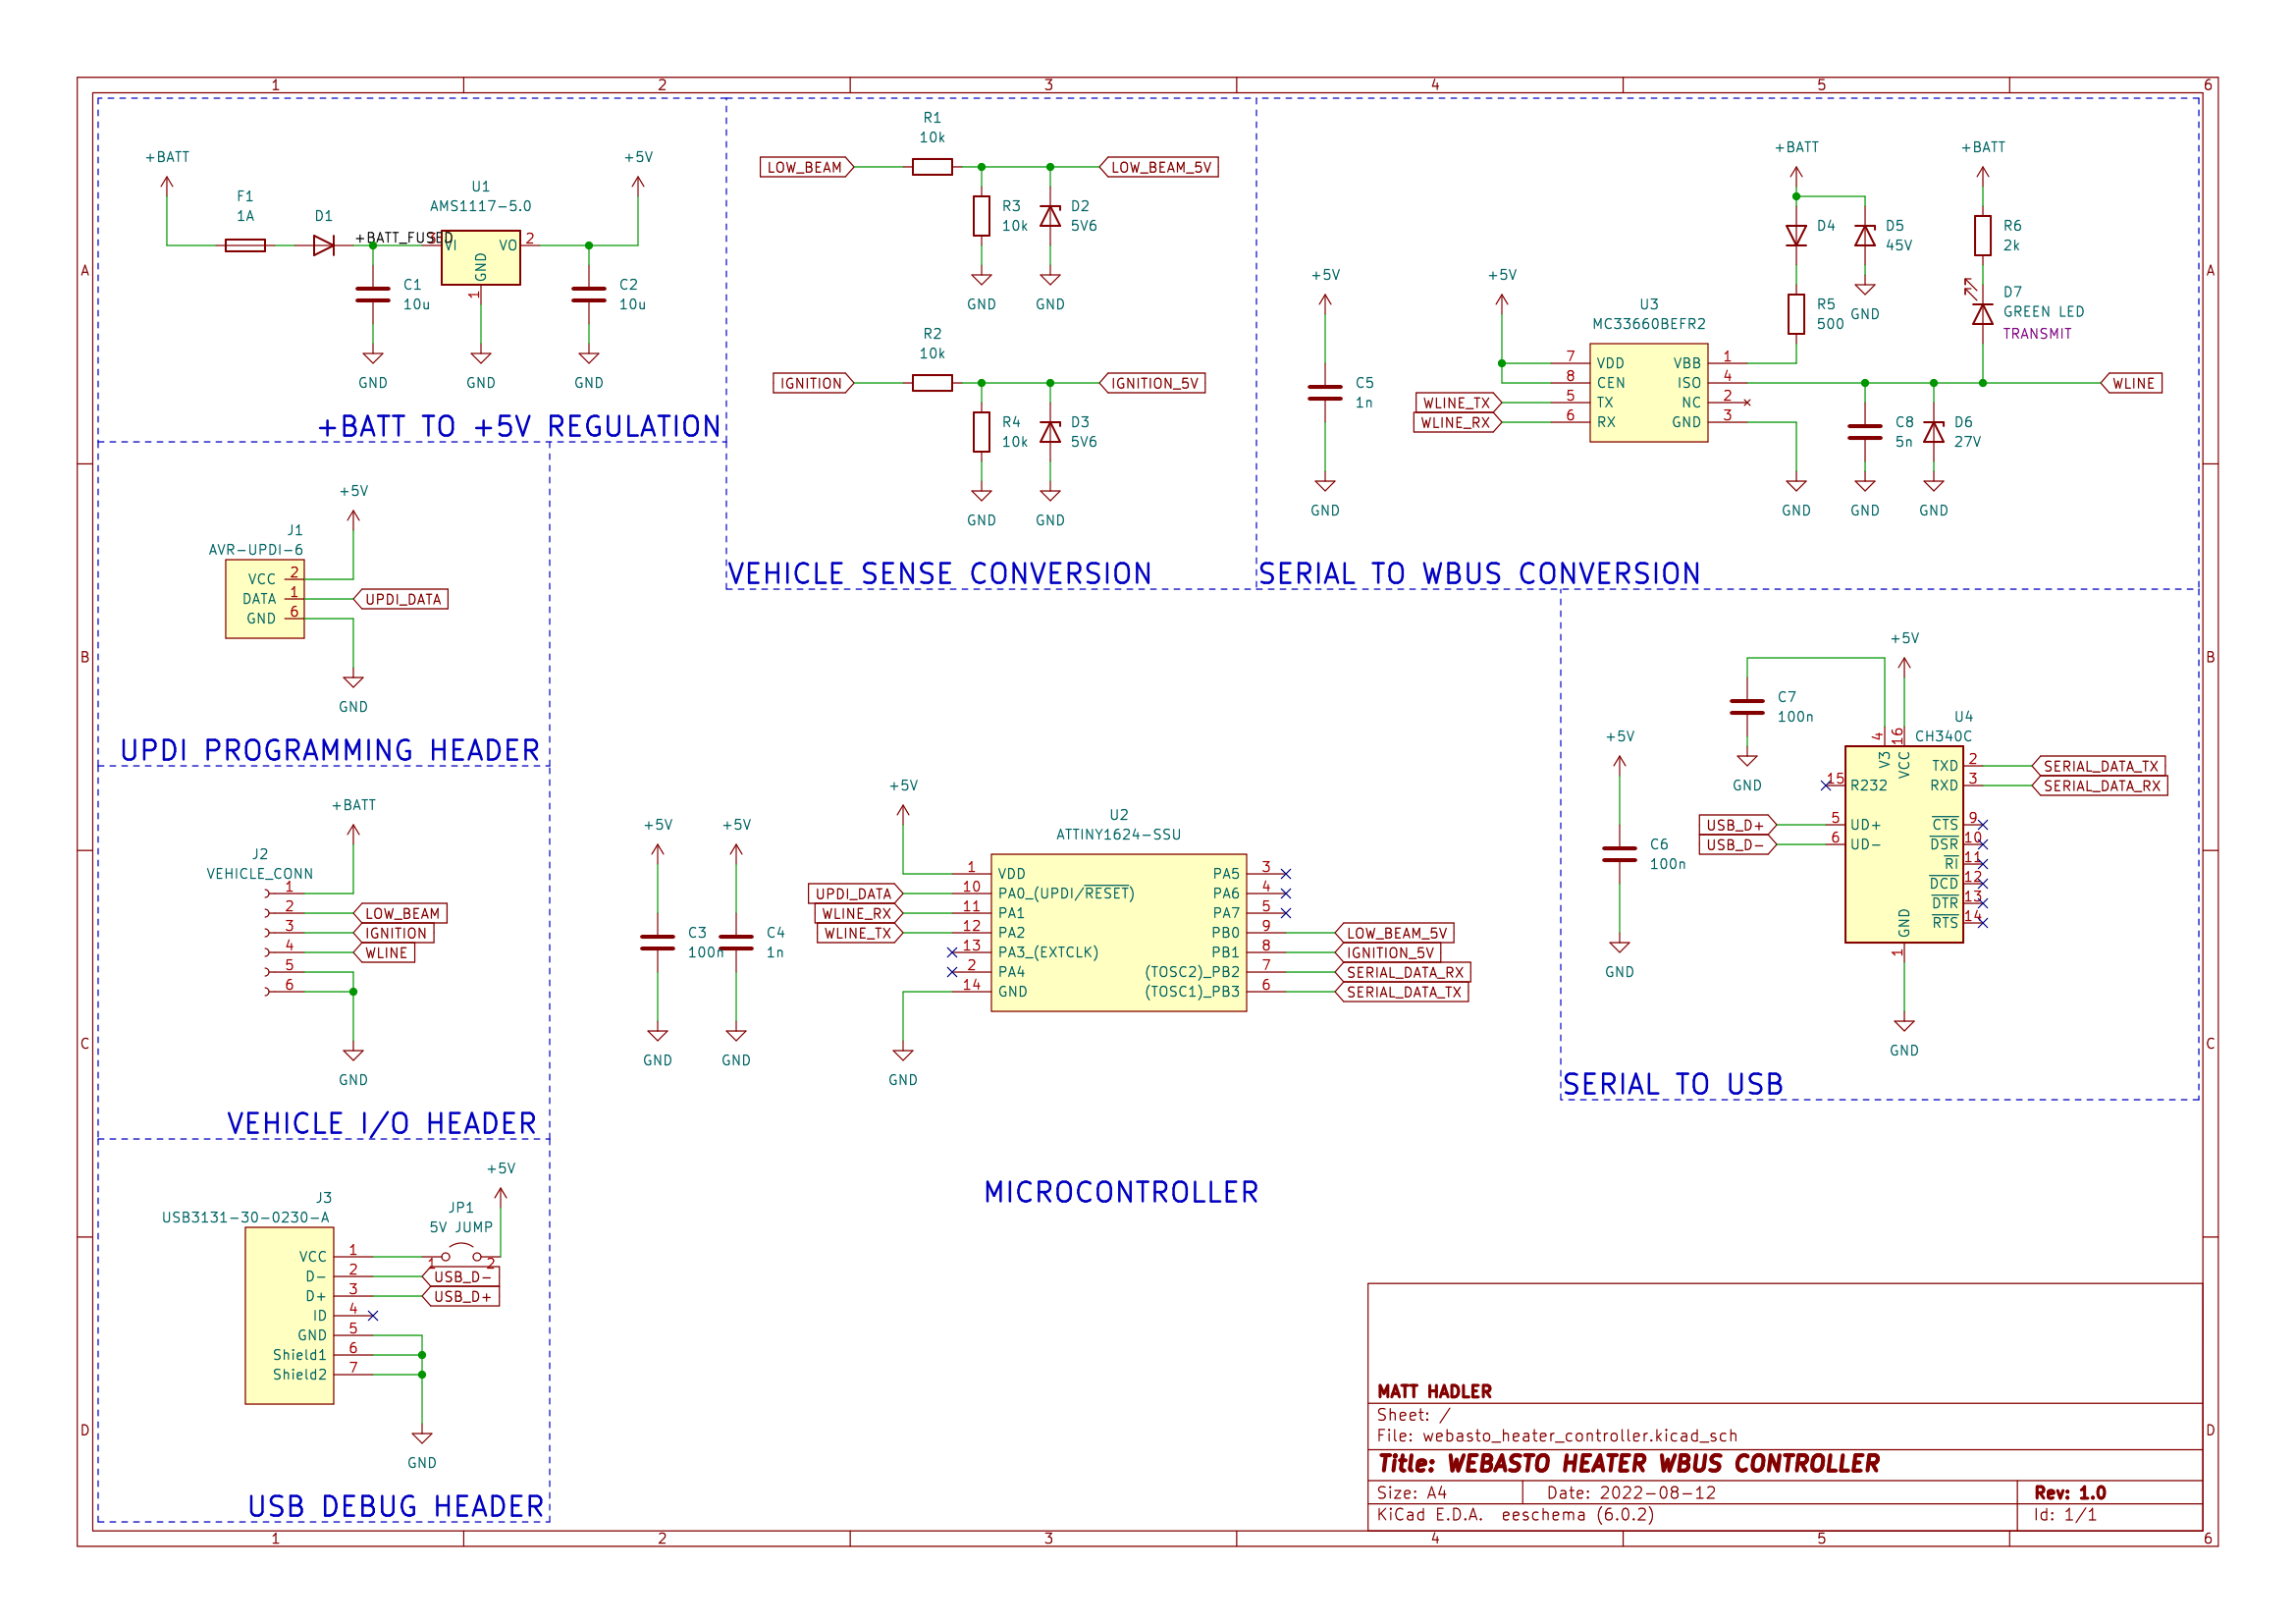 1 2 3 4 5 6
A
B
C
D
+BATT
F1
1A
D1
+BATT_FUSED
U1
AMS1117-5.0
3 VI
VO 2
GND
1
+5V
C1
10u
C2
10u
GND
GND
GND
+BATT TO +5V REGULATION
R1
10k
LOW_BEAM
LOW_BEAM_5V
R3
10k
D2
5V6
GND
GND
R2
10k
IGNITION
IGNITION_5V
R4
10k
D3
5V6
GND
GND
VEHICLE SENSE CONVERSION
+5V
C5
1n
GND
+5V
U3
MC33660BEFR2
7 VDD
8 CEN
5 TX
6 RX
VBB 1
ISO 4
NC 2
GND 3
WLINE_TX
WLINE_RX
+BATT
D4
D5
45V
R5
500
GND
+BATT
R6
2k
D7
GREEN LED
TRANSMIT
WLINE
C8
5n
D6
27V
GND
GND
GND
SERIAL TO WBUS CONVERSION
+5V
J1
AVR-UPDI-6
VCC 2
DATA 1
GND 6
UPDI_DATA
GND
UPDI PROGRAMMING HEADER
+BATT
J2
VEHICLE_CONN
1
2
3
4
5
6
LOW_BEAM
IGNITION
WLINE
GND
VEHICLE I/O HEADER
+5V
J3
USB3131-30-0230-A
JP1
5V JUMP
1 2
VCC 1
D- 2
D+ 3
ID 4
GND 5
Shield1 6
Shield2 7
USB_D-
USB_D+
GND
USB DEBUG HEADER
+5V
C3
100n
GND
+5V
C4
1n
GND
+5V
U2
ATTINY1624-SSU
UPDI_DATA
WLINE_RX
WLINE_TX
1 VDD
10 PA0_(UPDI/RESET)
11 PA1
12 PA2
13 PA3_(EXTCLK)
2 PA4
14 GND
PA5 3
PA6 4
PA7 5
PB0 9
PB1 8
(TOSC2)_PB2 7
(TOSC1)_PB3 6
LOW_BEAM_5V
IGNITION_5V
SERIAL_DATA_RX
SERIAL_DATA_TX
GND
MICROCONTROLLER
+5V
C6
100n
GND
C7
100n
GND
+5V
U4
CH340C
4 V3
16 VCC
15 R232
5 UD+
6 UD-
USB_D+
USB_D-
TXD 2
RXD 3
CTS 9
DSR 10
RI 11
DCD 12
DTR 13
RTS 14
GND
1
SERIAL_DATA_TX
SERIAL_DATA_RX
GND
SERIAL TO USB
MATT HADLER
Sheet: /
File: webasto_heater_controller.kicad_sch
Title: WEBASTO HEATER WBUS CONTROLLER
Size: A4 Date: 2022-08-12 Rev: 1.0
KiCad E.D.A. eeschema (6.0.2) Id: 1/1
A
B
C
D
1 2 3 4 5 6